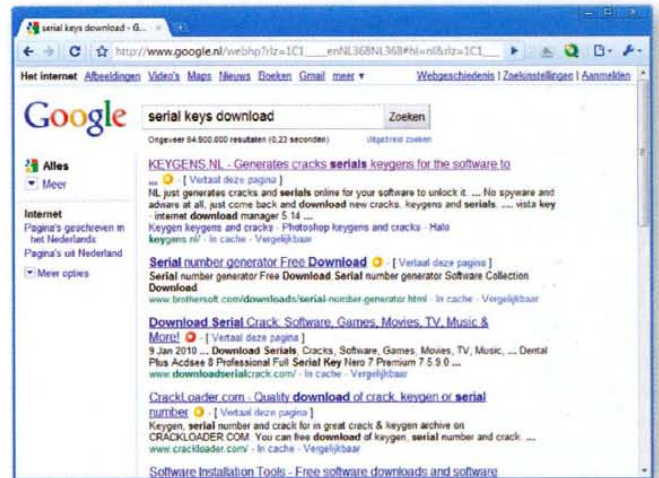 serial keys download - G...
http://www.google.nl/webhp?rlz=1C1___enNL368NL368#hl=nl&rlz=1C1___
Het internet Afbeeldingen Video's Maps Nieuws Boeken Gmail meer ▼ Webgeschiedenis | Zoekinstellingen | Aanmelden
Google serial keys download Zoeken
Ongeveer 64.900.000 resultaten (0,23 seconden) Uitgebreid zoeken
Alles
Meer
Internet
Pagina's geschreven in
het Nederlands
Pagina's uit Nederland
Meer opties
KEYGENS.NL - Generates cracks serials keygens for the software to
... - [ Vertaal deze pagina ]
NL just generates cracks and serials online for your software to unlock it. ... No spyware and
adware at all, just come back and download new cracks, keygens and serials. .... vista key
- internet download manager 5.14 ...
Keygen keygens and cracks - Photoshop keygens and cracks - Halo
keygens.nl/ - In cache - Vergelijkbaar
Serial number generator Free Download - [ Vertaal deze pagina ]
Serial number generator Free Download.Serial number generator Software Collection
Download
www.brothersoft.com/downloads/serial-number-generator.html - In cache - Vergelijkbaar
Download Serial Crack: Software, Games, Movies, TV, Music &
More! - [ Vertaal deze pagina ]
9 Jan 2010 ... Download Serials, Cracks, Software, Games, Movies, TV, Music, .... Dental
Plus Acdsee 8 Professional Full Serial Key Nero 7 Premium 7 5 9 0 ...
www.downloadserialcrack.com/ - In cache - Vergelijkbaar
CrackLoader.com - Quality download of crack, keygen or serial
number - [ Vertaal deze pagina ]
Keygen, serial number and crack for in great crack & keygen archive on
CRACKLOADER.COM. You can free download of keygen, serial number and crack. ...
www.crackloader.com/ - In cache - Vergelijkbaar
Software Installation Tools - Free software downloads and software